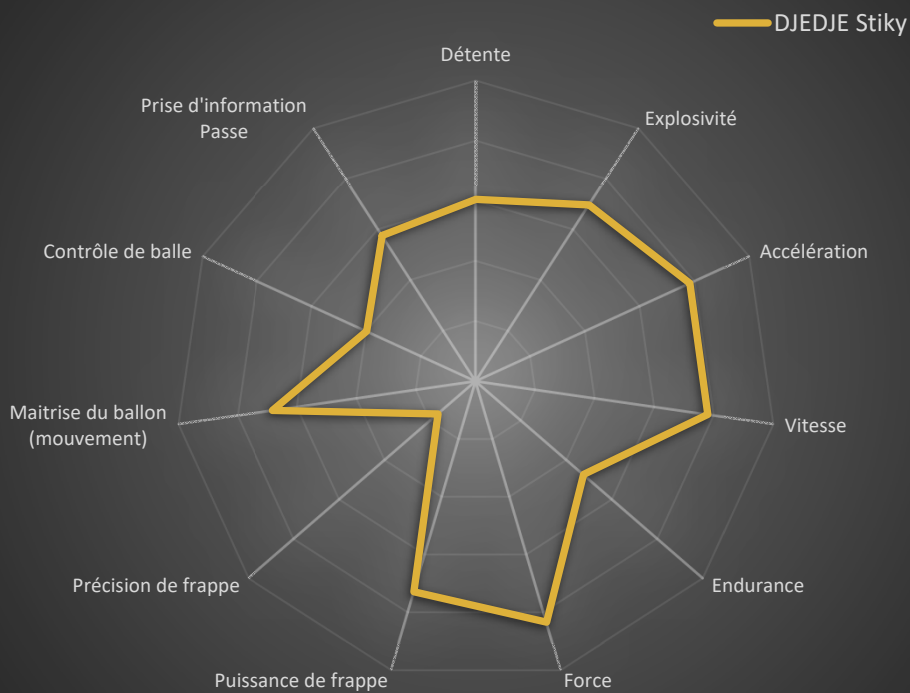 DJEDJE Stiky
Détente
Explosivité
Accélération
Vitesse
Endurance
Force
Puissance de frappe
Précision de frappe
Maitrise du ballon
(mouvement)
Contrôle de balle
Prise d'information
Passe